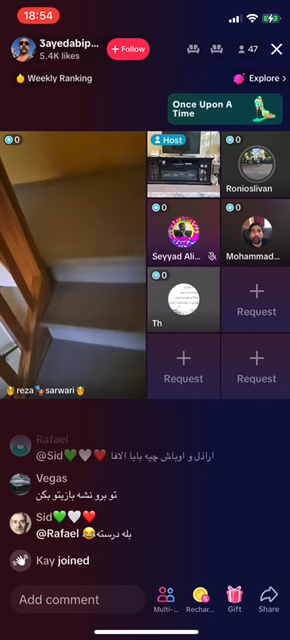 18:54
3ayedabip...
5.4K likes
+ Follow
47
Weekly Ranking
Explore >
Once Upon A
Time
0
Host
0
Ronioslivan
0
Seyyad Ali...
0
Mohammad...
0
Th
Request
Request
Request
reza sarwari
Rafael
@Sid💚🤍❤️ اراذل و اوباش چیه بابا الافا
Vegas
تو برو نشه بازیتو بکن
Sid💚🤍❤️
@Rafael 😂بله درسته
Kay joined
Add comment
Multi-...
Rechar...
Gift
Share